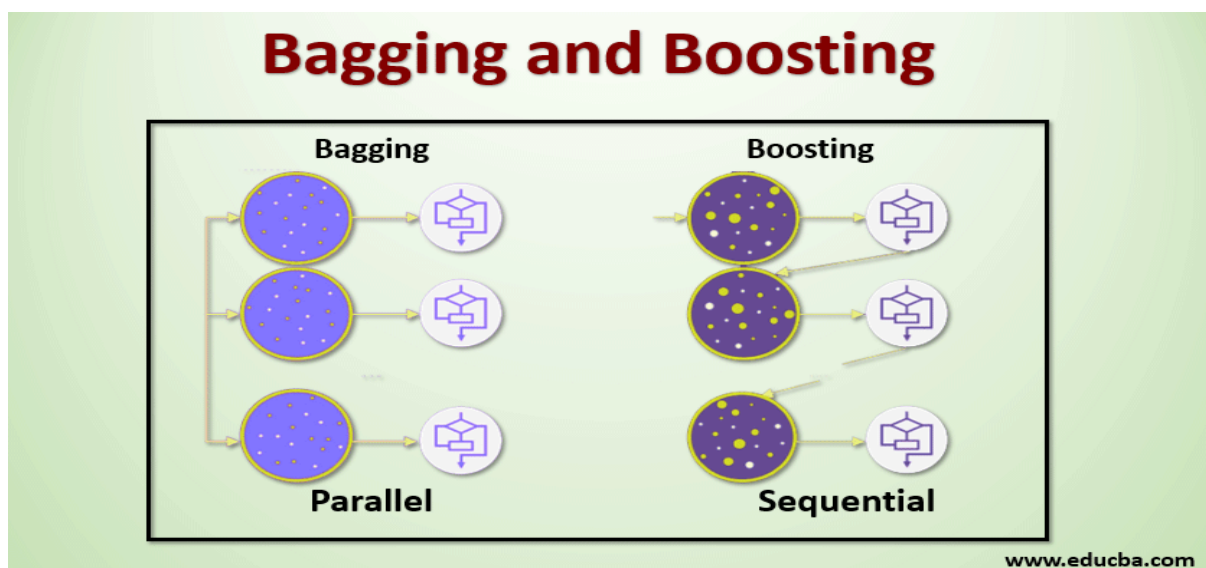 Bagging and Boosting
Bagging
Boosting
Parallel
Sequential
www.educba.com